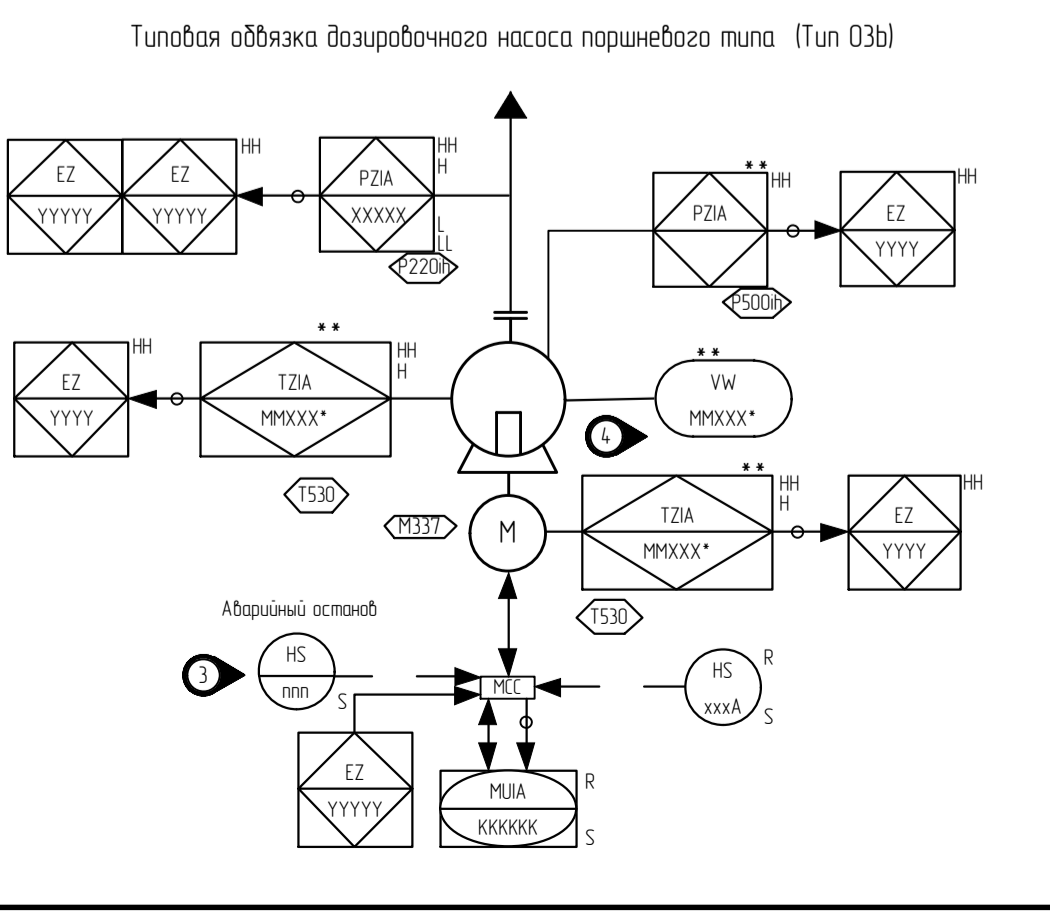 Типовая обвязка дозировочного насоса поршневого типа (Тип 03b)
EZ
YYYYY
EZ
YYYYY
HH
PZIA
XXXXX
HH
H
L
LL
P220ih
**
PZIA
HH
P500ih
EZ
YYYY
HH
EZ
YYYY
HH
**
TZIA
MMXXX*
HH
H
T530
**
VW
MMXXX*
4
M337
M
**
TZIA
MMXXX*
HH
H
T530
EZ
YYYY
HH
Аварийный останов
3
HS
ппп
S
MCC
HS
xxxA
R
S
EZ
YYYYY
MUIA
KKKKKK
R
S